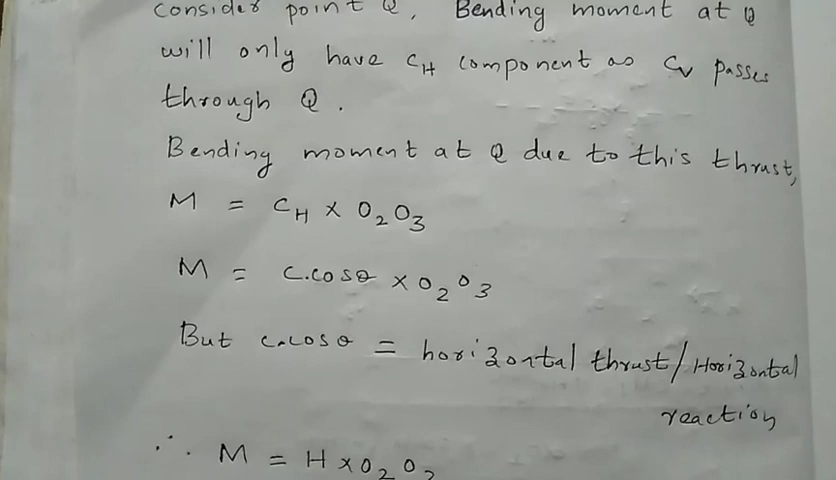 consider point Q. Bending moment at Q
will only have CH component as Cv passes
through Q.
Bending moment at Q due to this thrust,
M = CH × O2O3
M = C.cosθ × O2O3
But C.cosθ = horizontal thrust/Horizontal
reaction
∴ M = H × O2O3